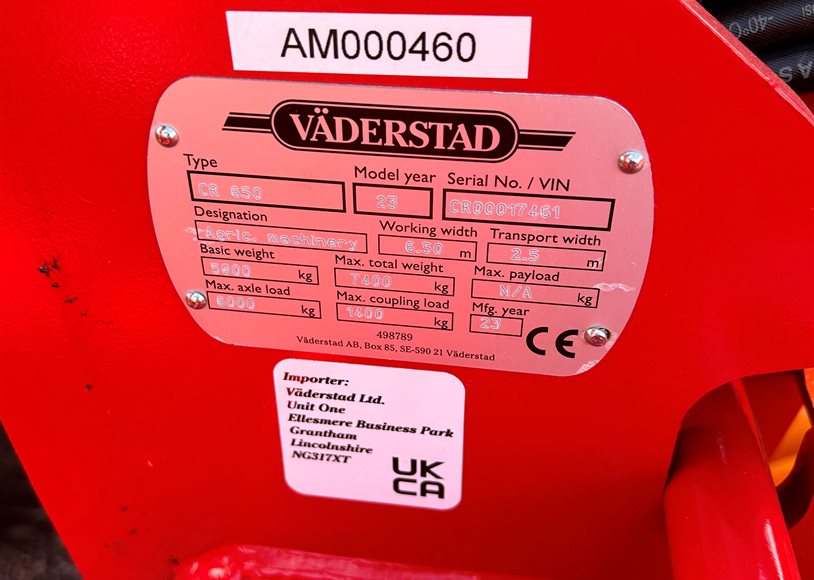 AM000460
VÄDERSTAD
Type Model year Serial No. / VIN
CR 650 23 CR00017461
Designation Working width Transport width
Agric. machinery 6.50 m 2.5 m
Basic weight Max. total weight Max. payload
5800 kg 7400 kg N/A kg
Max. axle load Max. coupling load Mfg. year
6000 kg 1400 kg 23 CE
498789
Väderstad AB, Box 85, SE-590 21 Väderstad
Importer:
Väderstad Ltd.
Unit One
Ellesmere Business Park
Grantham
Lincolnshire
NG317XT
UK
CA
-40°C